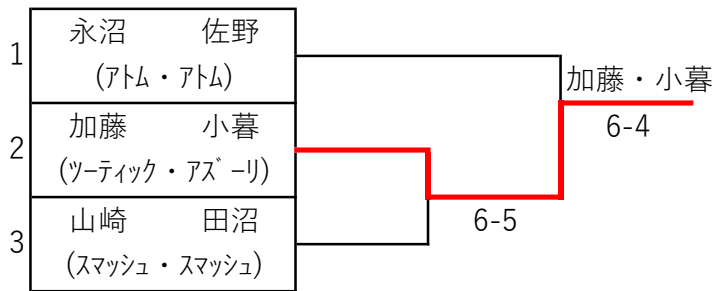 1
永沼 佐野
(ｱﾄﾑ・ｱﾄﾑ)
2
加藤 小暮
(ﾂｰﾃｨｯｸ・ｱｽﾞｰﾘ)
3
山崎 田沼
(ｽﾏｯｼｭ・ｽﾏｯｼｭ)
6-5
加藤・小暮
6-4